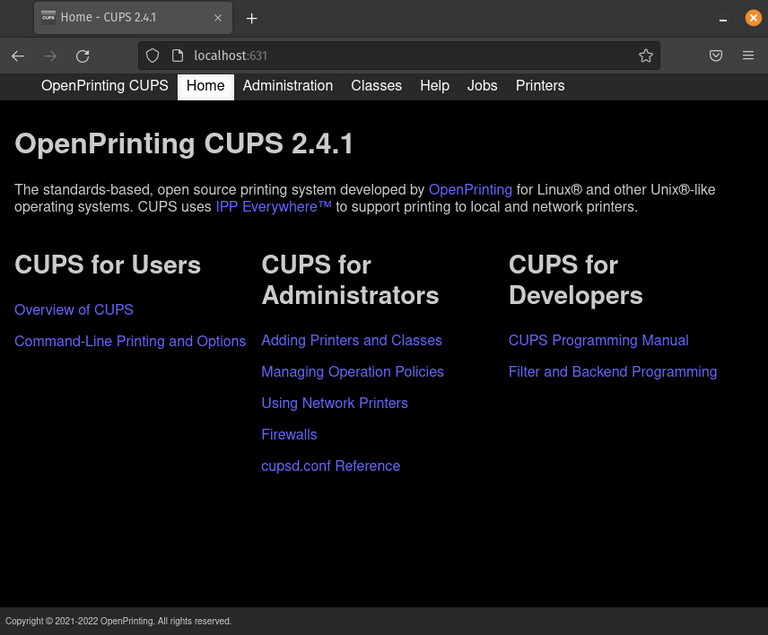 CUPS Home - CUPS 2.4.1
localhost:631
OpenPrinting CUPS Home Administration Classes Help Jobs Printers
OpenPrinting CUPS 2.4.1
The standards-based, open source printing system developed by OpenPrinting for Linux® and other Unix®-like
operating systems. CUPS uses IPP Everywhere™ to support printing to local and network printers.
CUPS for Users
Overview of CUPS
Command-Line Printing and Options
CUPS for
Administrators
Adding Printers and Classes
Managing Operation Policies
Using Network Printers
Firewalls
cupsd.conf Reference
CUPS for
Developers
CUPS Programming Manual
Filter and Backend Programming
Copyright © 2021-2022 OpenPrinting. All rights reserved.